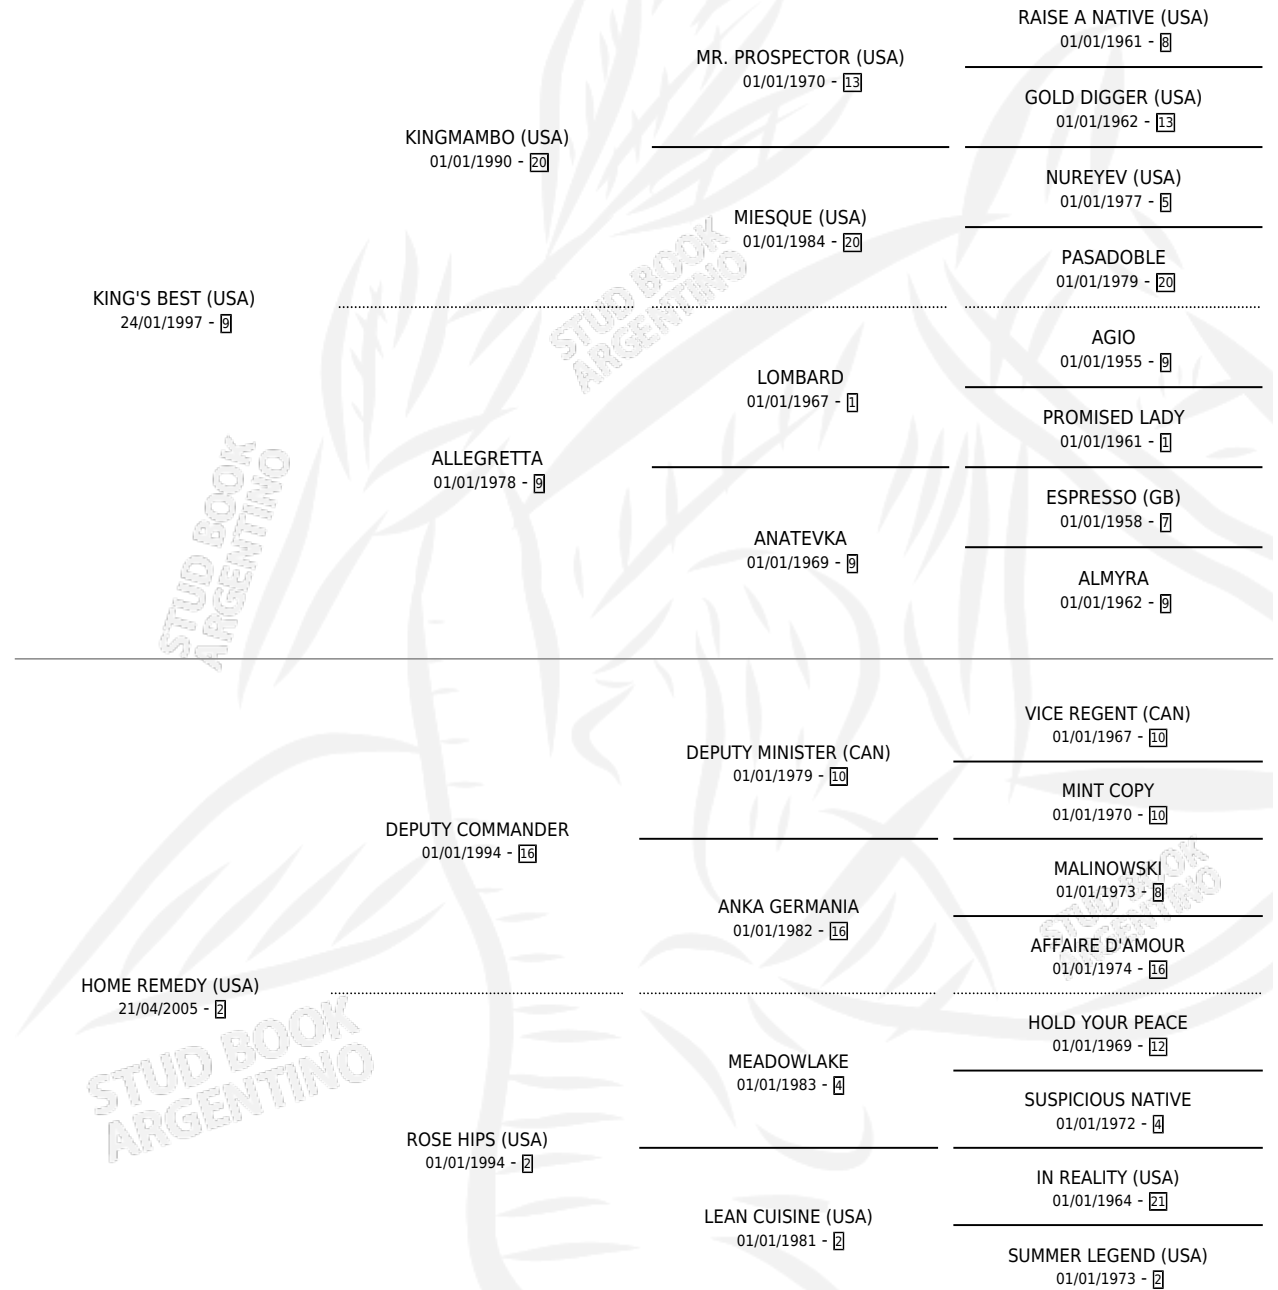 RAISE A NATIVE (USA)
01/01/1961 - 8
MR. PROSPECTOR (USA)
01/01/1970 - 13
GOLD DIGGER (USA)
01/01/1962 - 13
KINGMAMBO (USA)
01/01/1990 - 20
NUREYEV (USA)
01/01/1977 - 5
MIESQUE (USA)
01/01/1984 - 20
PASADOBLE
01/01/1979 - 20
KING'S BEST (USA)
24/01/1997 - 9
STUD BOOK
ARGENTINO
AGIO
01/01/1955 - 9
LOMBARD
01/01/1967 - 1
PROMISED LADY
01/01/1961 - 1
ALLEGRETTA
01/01/1978 - 9
ESPRESSO (GB)
01/01/1958 - 7
ANATEVKA
01/01/1969 - 9
ALMYRA
01/01/1962 - 9
STUD BOOK
ARGENTINO
VICE REGENT (CAN)
01/01/1967 - 10
DEPUTY MINISTER (CAN)
01/01/1979 - 10
MINT COPY
01/01/1970 - 10
DEPUTY COMMANDER
01/01/1994 - 16
MALINOWSKI
01/01/1973 - 8
ANKA GERMANIA
01/01/1982 - 16
STUD BOOK
ARGENTINO
AFFAIRE D'AMOUR
01/01/1974 - 16
HOME REMEDY (USA)
21/04/2005 - 2
HOLD YOUR PEACE
01/01/1969 - 12
STUD BOOK
ARGENTINO
MEADOWLAKE
01/01/1983 - 4
SUSPICIOUS NATIVE
01/01/1972 - 4
ROSE HIPS (USA)
01/01/1994 - 2
IN REALITY (USA)
01/01/1964 - 21
LEAN CUISINE (USA)
01/01/1981 - 2
SUMMER LEGEND (USA)
01/01/1973 - 2